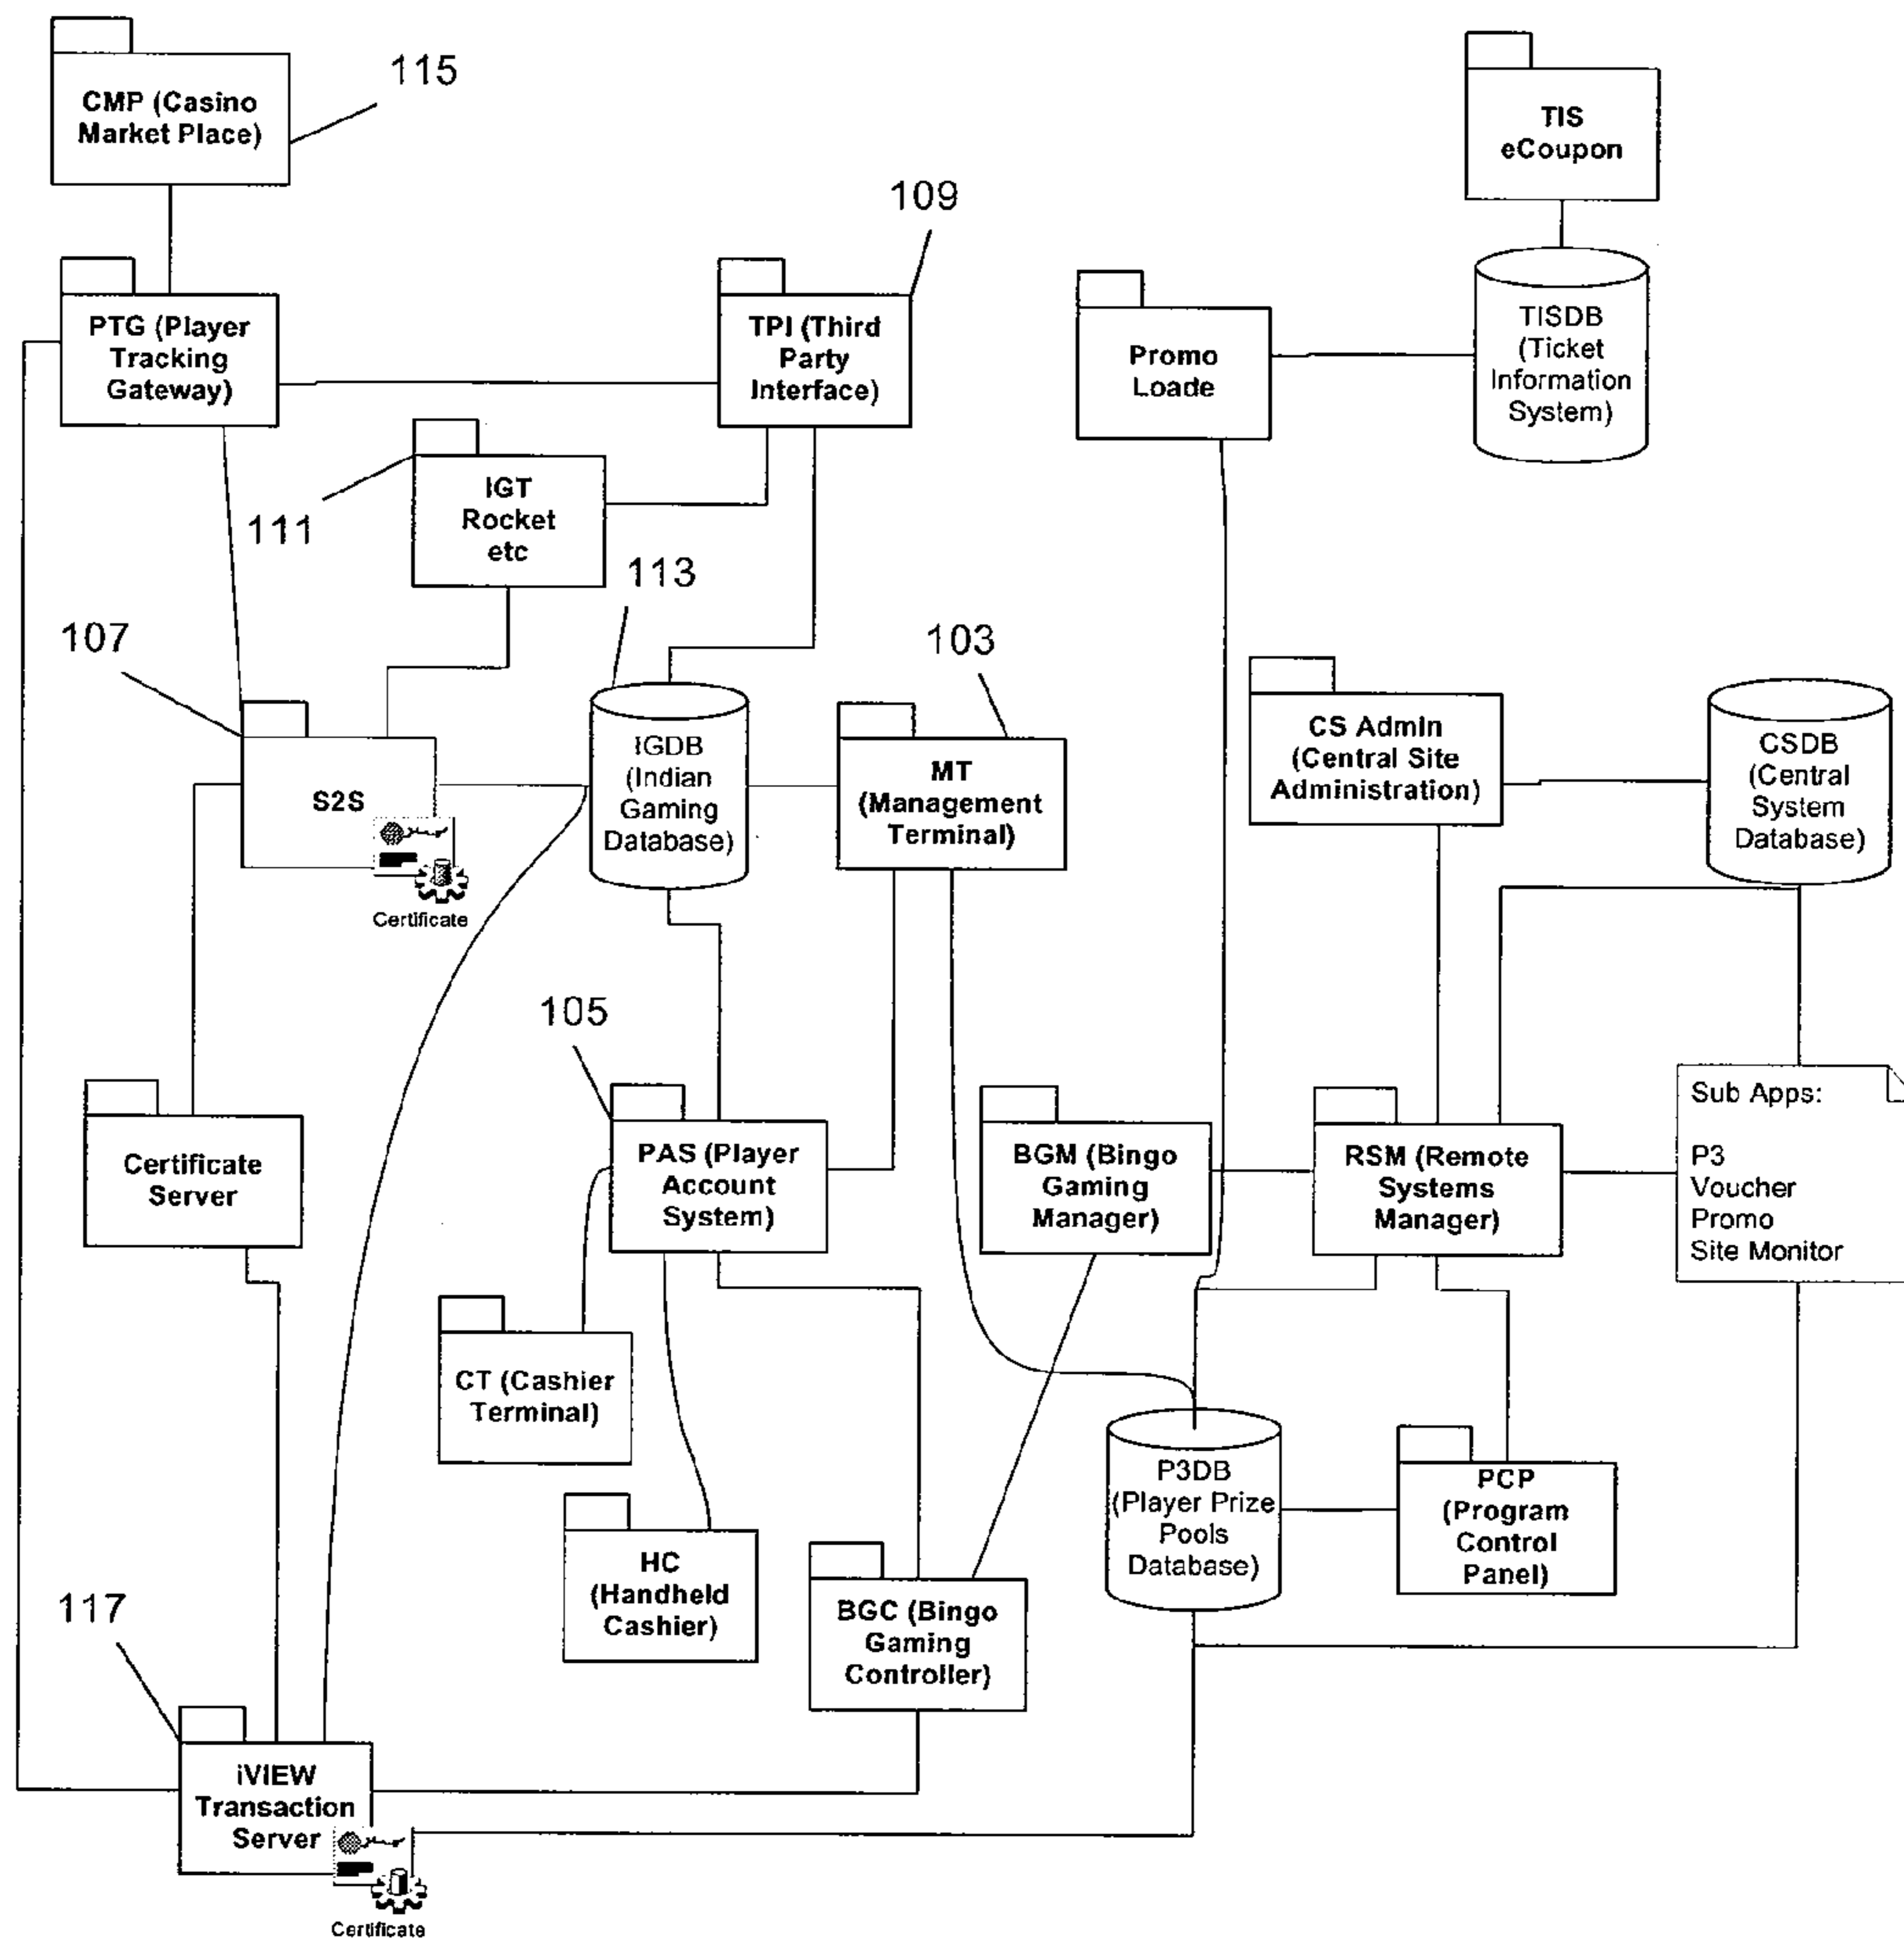 115
CMP (Casino
Market Place)
TIS
eCoupon
109
PTG (Player
Tracking
Gateway)
TPI (Third
Party
Interface)
Promo
Loade
TISDB
(Ticket
Information
System)
111
IGT
Rocket
etc
113
107
103
S2S
Certificate
IGDB
(Indian
Gaming
Database)
MT
(Management
Terminal)
CS Admin
(Central Site
Administration)
CSDB
(Central
System
Database)
105
Certificate
Server
PAS (Player
Account
System)
BGM (Bingo
Gaming
Manager)
RSM (Remote
Systems
Manager)
Sub Apps:
P3
Voucher
Promo
Site Monitor
CT (Cashier
Terminal)
HC
(Handheld
Cashier)
BGC (Bingo
Gaming
Controller)
P3DB
(Player Prize
Pools
Database)
PCP
(Program
Control
Panel)
117
iVIEW
Transaction
Server
Certificate